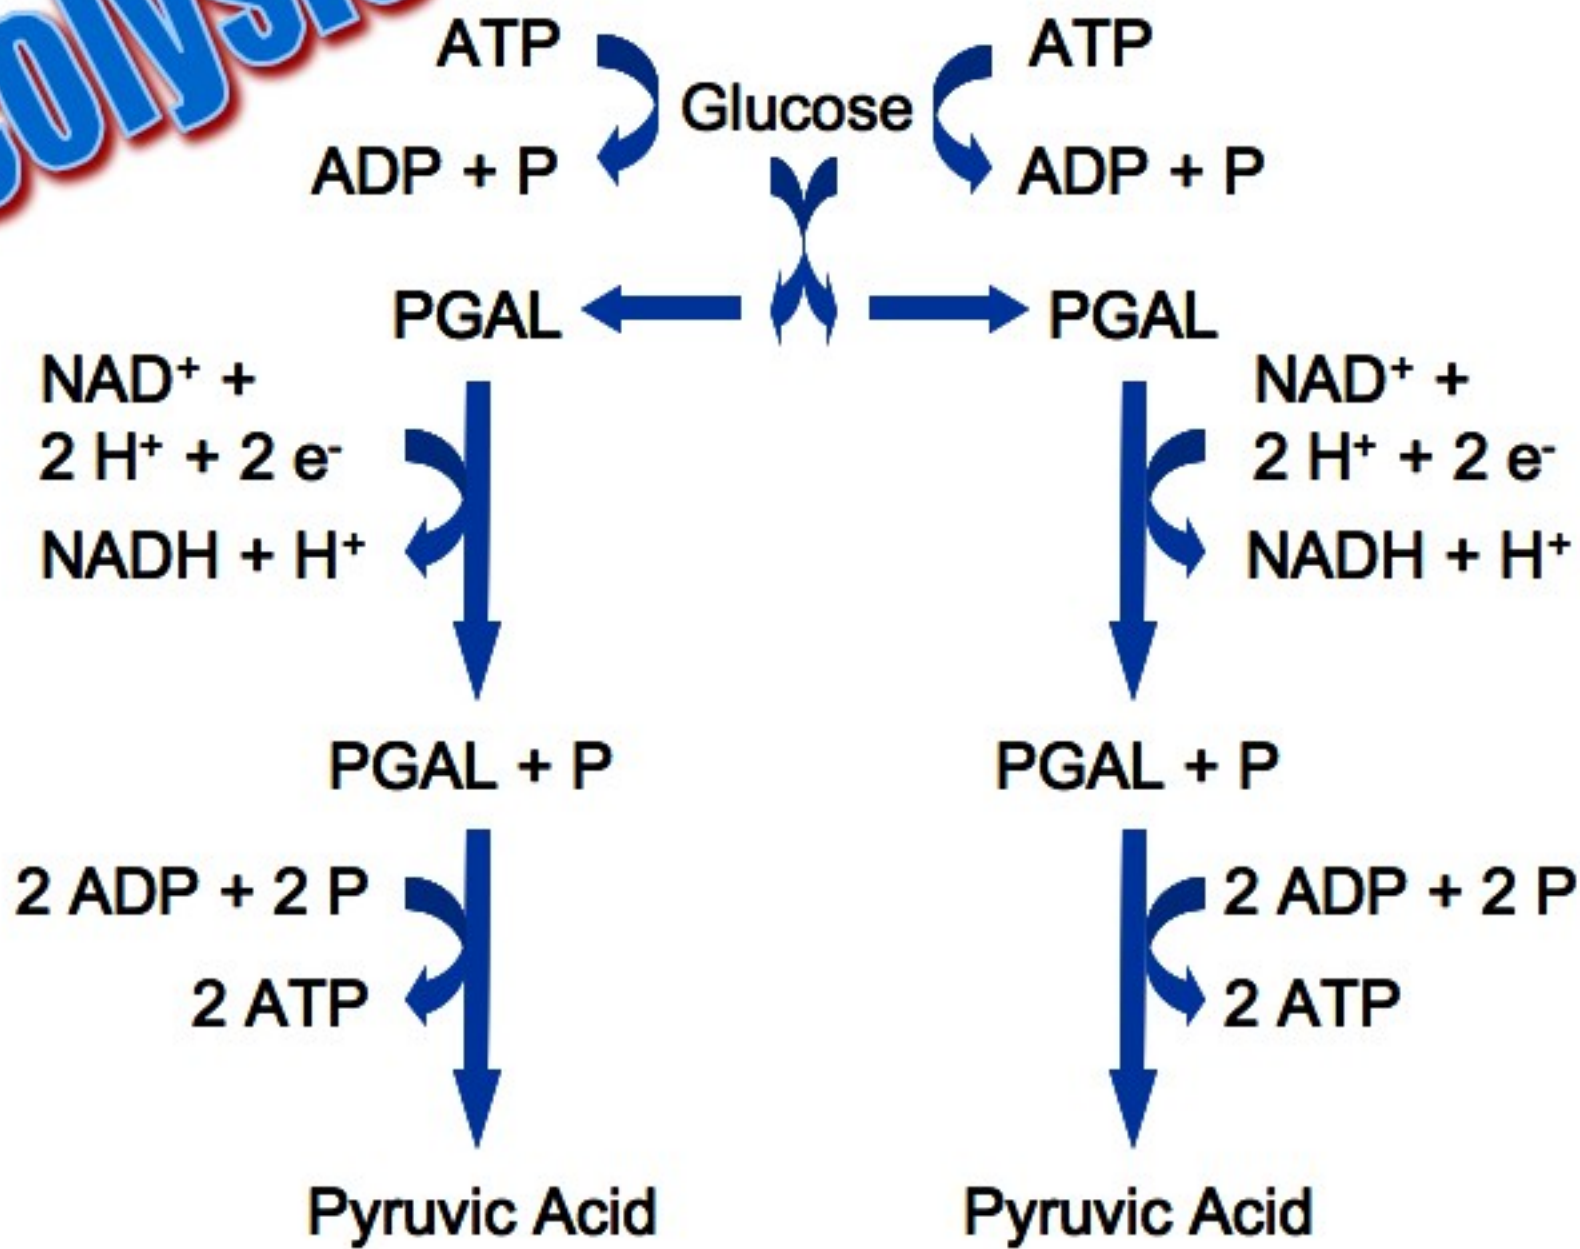 ATP ATP
Glucose
ADP + P ADP + P
PGAL PGAL
NAD⁺ + NAD⁺ +
2 H⁺ + 2 e⁻ 2 H⁺ + 2 e⁻
NADH + H⁺ NADH + H⁺
PGAL + P PGAL + P
2 ADP + 2 P 2 ADP + 2 P
2 ATP 2 ATP
Pyruvic Acid Pyruvic Acid